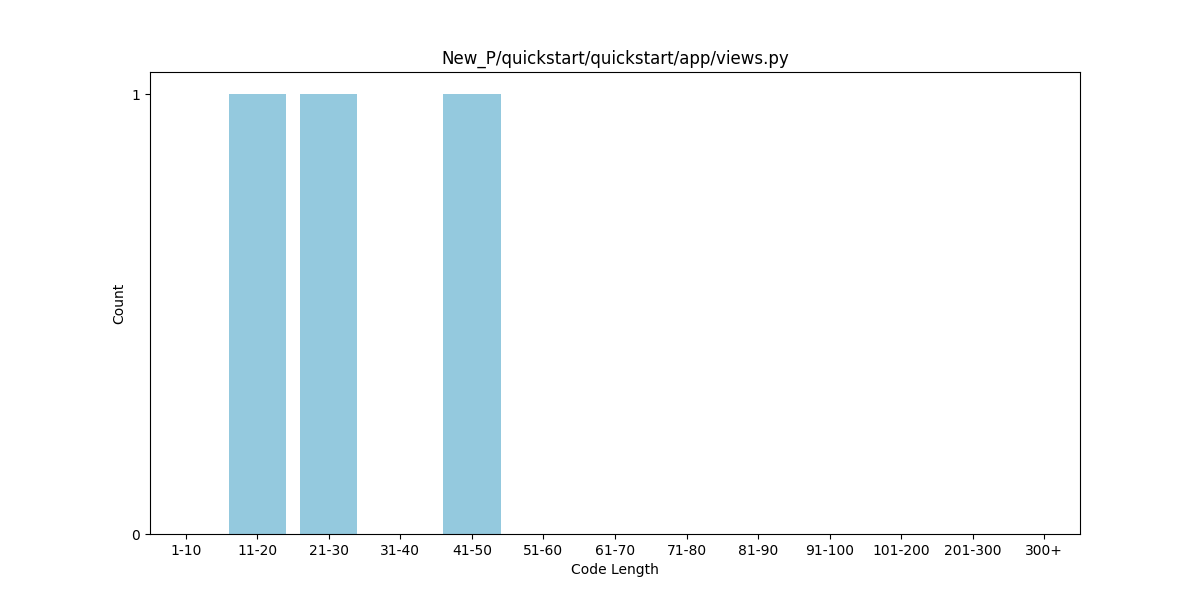 New_P/quickstart/quickstart/app/views.py
Count
1
0
1-10 11-20 21-30 31-40 41-50 51-60 61-70 71-80 81-90 91-100 101-200 201-300 300+
Code Length